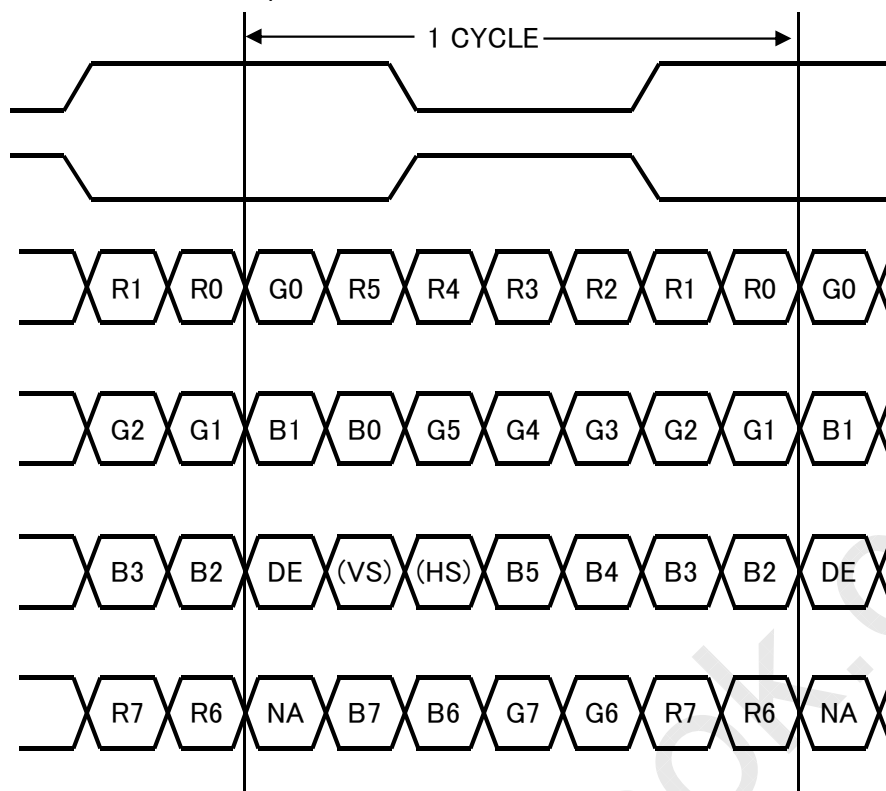 1 CYCLE
R1 R0 G0 R5 R4 R3 R2 R1 R0 G0
G2 G1 B1 B0 G5 G4 G3 G2 G1 B1
B3 B2 DE (VS) (HS) B5 B4 B3 B2 DE
R7 R6 NA B7 B6 G7 G6 R7 R6 NA